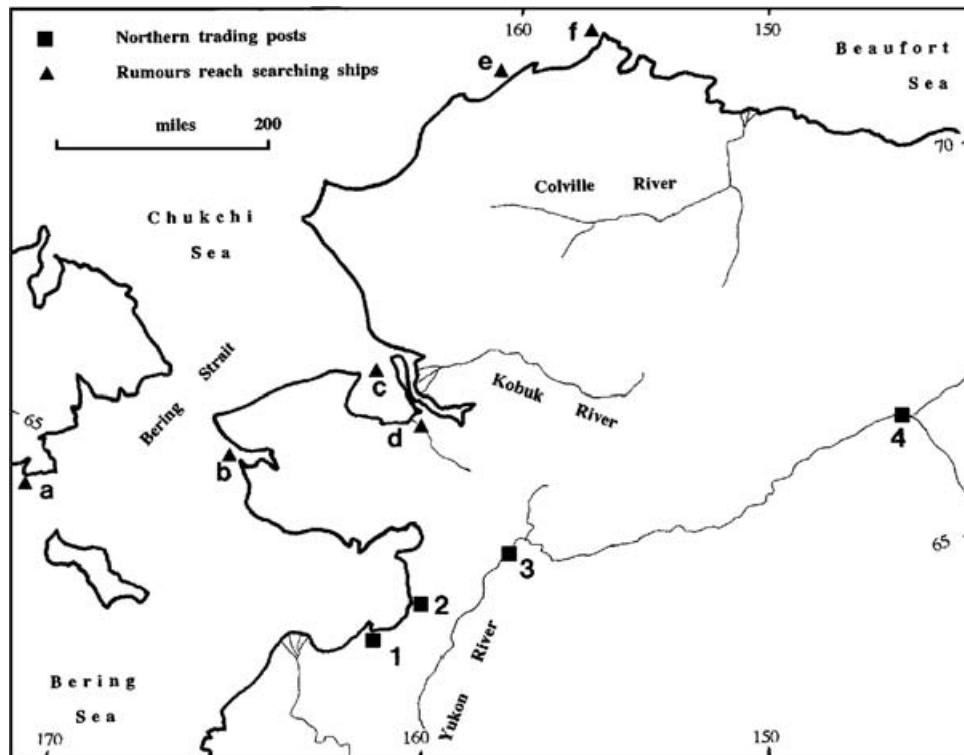 160
f
150
■ Northern trading posts
▲ Rumours reach searching ships
e
Beaufort
Sea
miles 200
70
Colville River
Chukchi
Sea
Bering Strait
c
Kobuk River
65
d
4
b
a
65
3
2
1
Yukon River
Bering
Sea
170
160
150